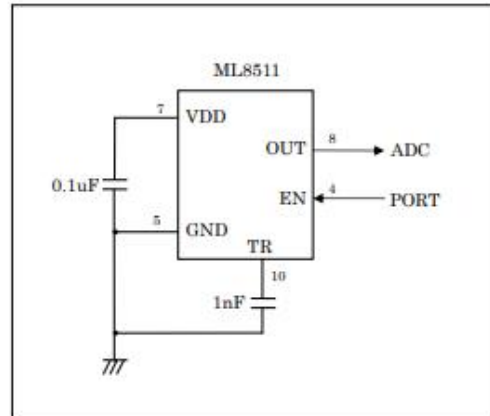 ML8511
7
VDD
OUT
8
ADC
0.1uF
EN
4
PORT
5
GND
TR
10
1nF